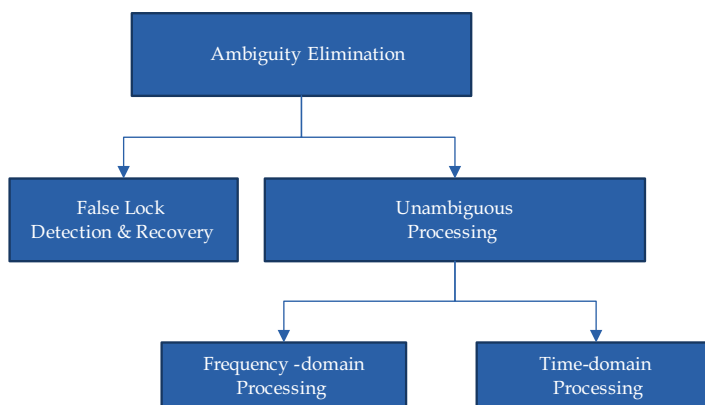 Ambiguity Elimination
False Lock
Detection & Recovery
Unambiguous
Processing
Frequency -domain
Processing
Time-domain
Processing